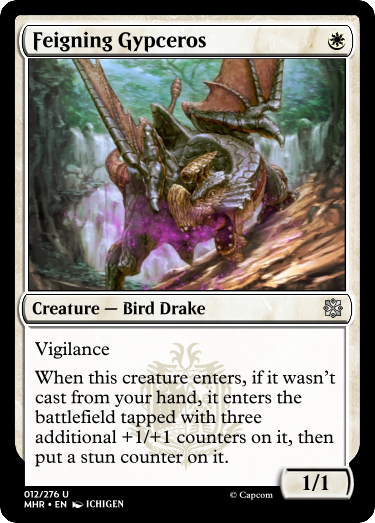 Feigning Gypceros
Creature — Bird Drake
Vigilance
When this creature enters, if it wasn't
cast from your hand, it enters the
battlefield tapped with three
additional +1/+1 counters on it, then
put a stun counter on it.
1/1
012/276 U
MHR • EN ICHIGEN
© Capcom